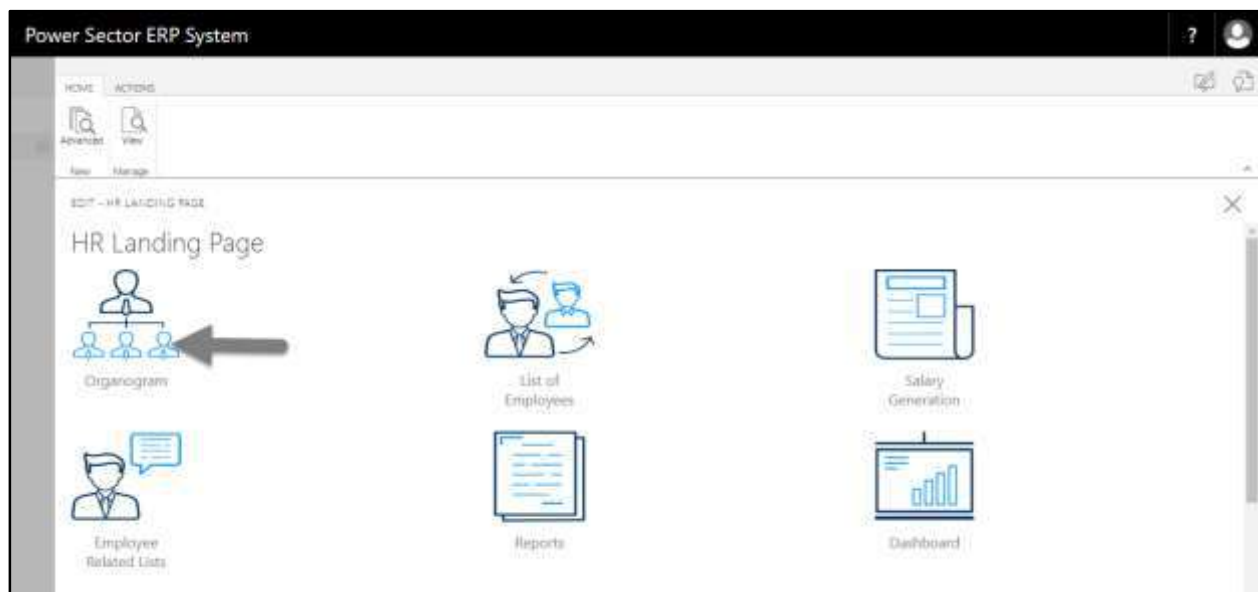 Power Sector ERP System
?
HOME ACTIONS
Advanced View
New Manage
EDIT - HR LANDING PAGE
HR Landing Page
Organogram
List of
Employees
Salary
Generation
Employee
Related Lists
Reports
Dashboard